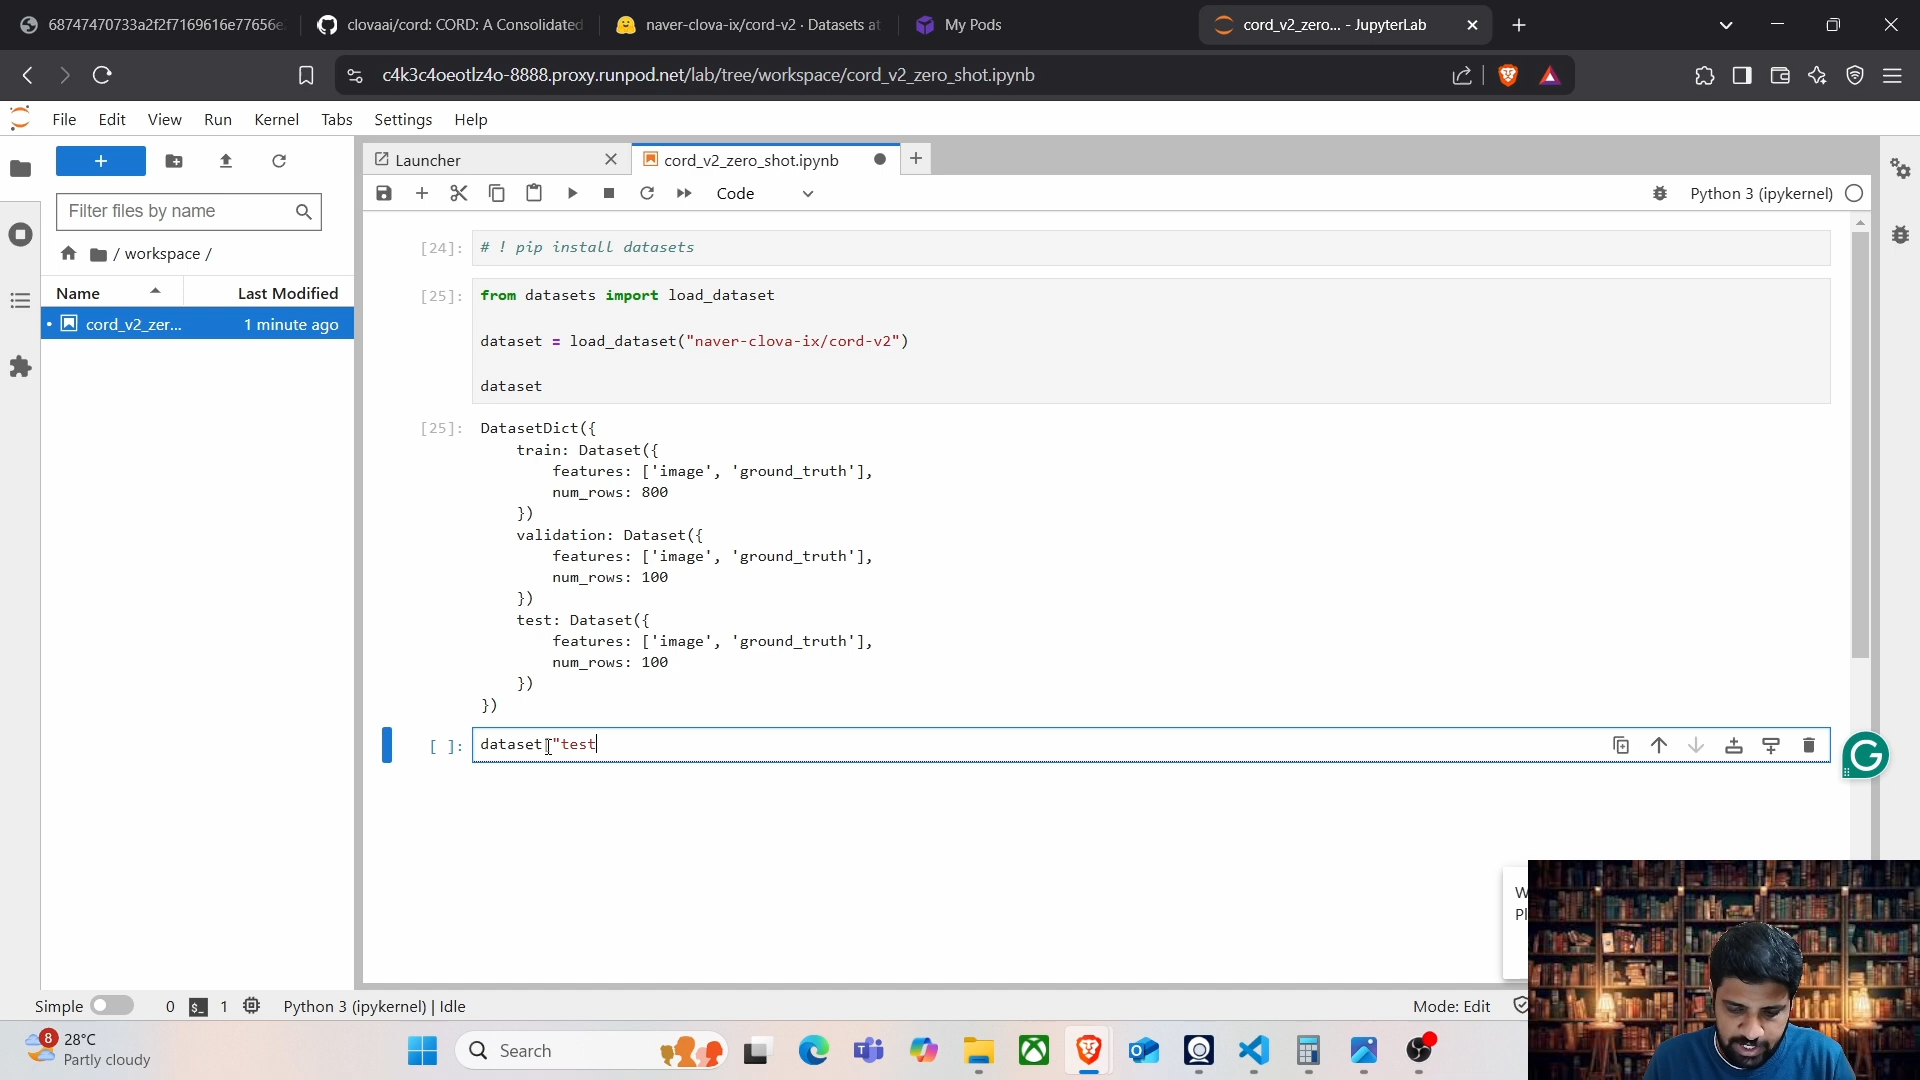 68747470733a2f2f7169616e77656e
clovaai/cord: CORD: A Consolidated
naver-clova-ix/cord-v2 · Datasets at
My Pods
cord_v2_zero... - JupyterLab
c4k3c4oeotlz4o-8888.proxy.runpod.net/lab/tree/workspace/cord_v2_zero_shot.ipynb
File Edit View Run Kernel Tabs Settings Help
Launcher
cord_v2_zero_shot.ipynb
Code
Python 3 (ipykernel)
Filter files by name
/ workspace /
Name Last Modified
cord_v2_zer... 1 minute ago
[24]: # ! pip install datasets
[25]: from datasets import load_dataset
dataset = load_dataset("naver-clova-ix/cord-v2")
dataset
[25]: DatasetDict({
train: Dataset({
features: ['image', 'ground_truth'],
num_rows: 800
})
validation: Dataset({
features: ['image', 'ground_truth'],
num_rows: 100
})
test: Dataset({
features: ['image', 'ground_truth'],
num_rows: 100
})
})
[ ]: dataset["test
Simple 0 1 Python 3 (ipykernel) | Idle
Mode: Edit
8
28°C
Partly cloudy
Search